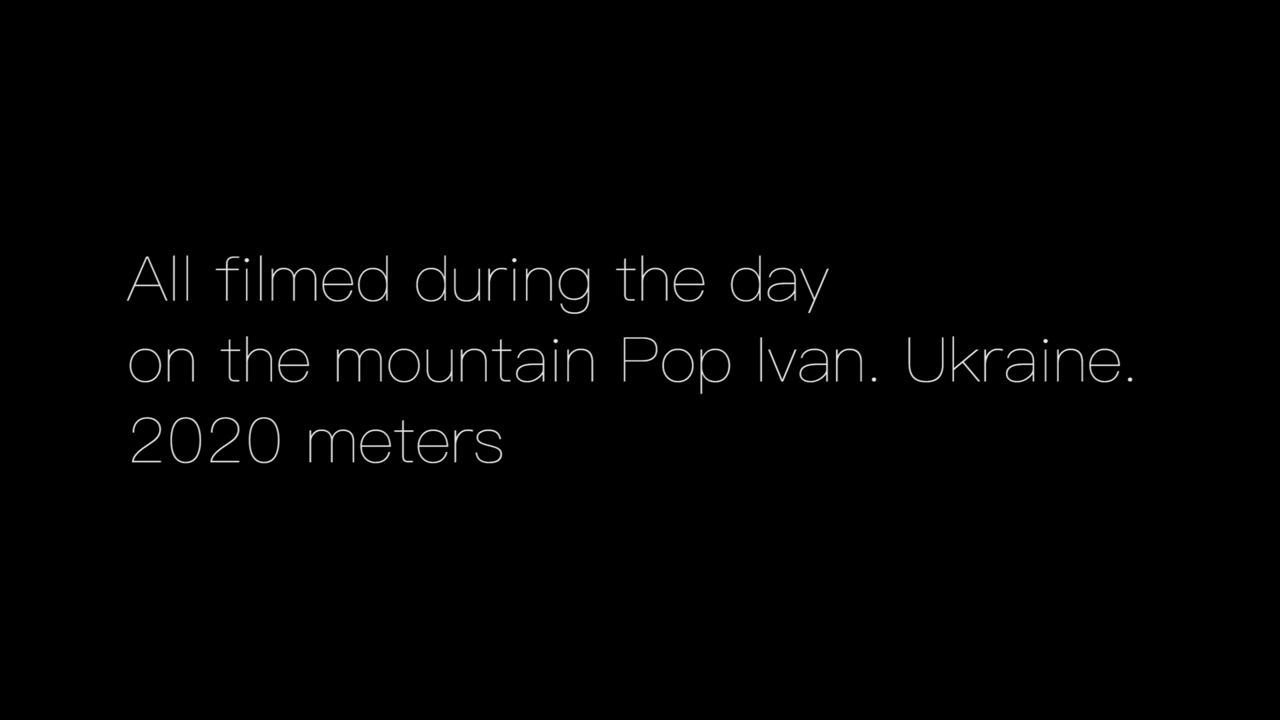 All filmed during the day
on the mountain Pop Ivan. Ukraine.
2020 meters